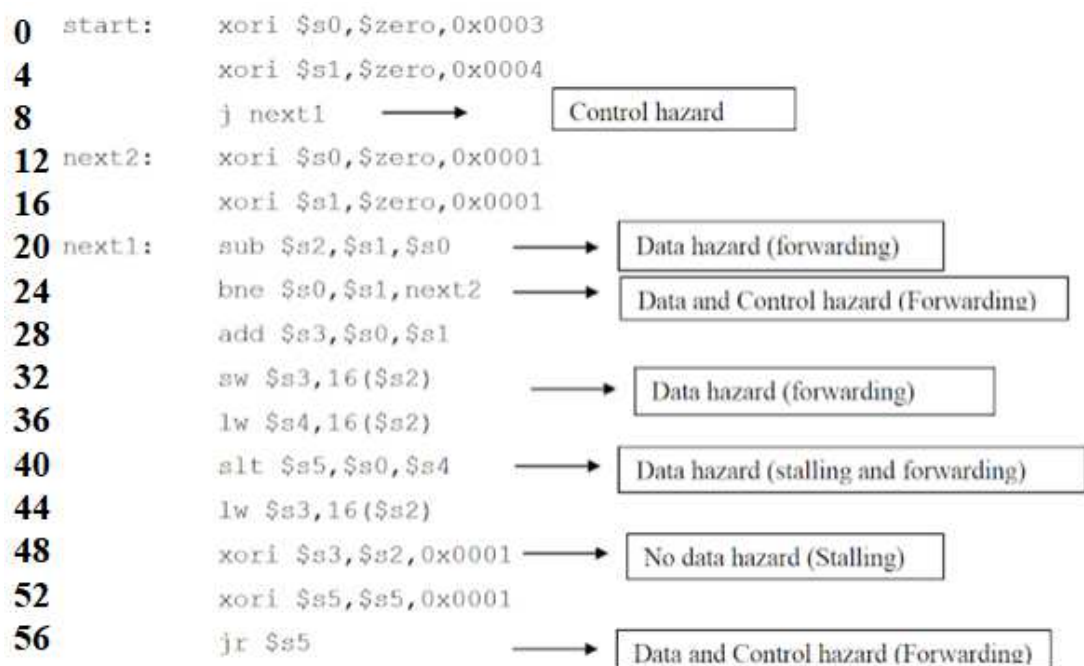 0 start: xori $s0,$zero,0x0003
4 xori $s1,$zero,0x0004
8 j next1 Control hazard
12 next2: xori $s0,$zero,0x0001
16 xori $s1,$zero,0x0001
20 next1: sub $s2,$s1,$s0 Data hazard (forwarding)
24 bne $s0,$s1,next2 Data and Control hazard (Forwarding)
28 add $s3,$s0,$s1
32 sw $s3,16($s2) Data hazard (forwarding)
36 lw $s4,16($s2)
40 slt $s5,$s0,$s4 Data hazard (stalling and forwarding)
44 lw $s3,16($s2)
48 xori $s3,$s2,0x0001 No data hazard (Stalling)
52 xori $s5,$s5,0x0001
56 jr $s5 Data and Control hazard (Forwarding)